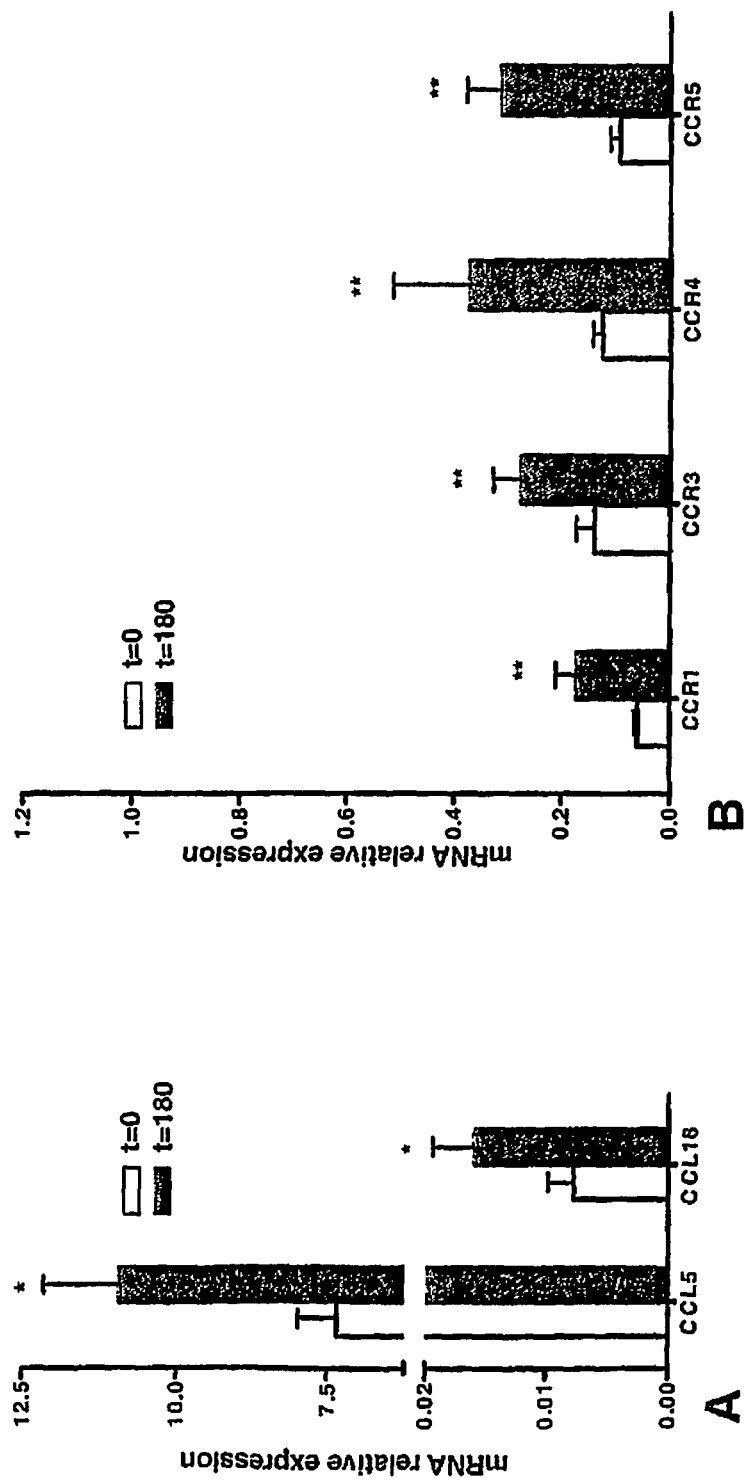 mRNA relative expression
12.5
10.0
7.5
0.02
0.01
0.00
t=0
t=180
*
*
CCL5
CCL18
A
mRNA relative expression
1.2
1.0
0.8
0.6
0.4
0.2
0.0
t=0
t=180
**
**
**
**
CCR1
CCR3
CCR4
CCR5
B